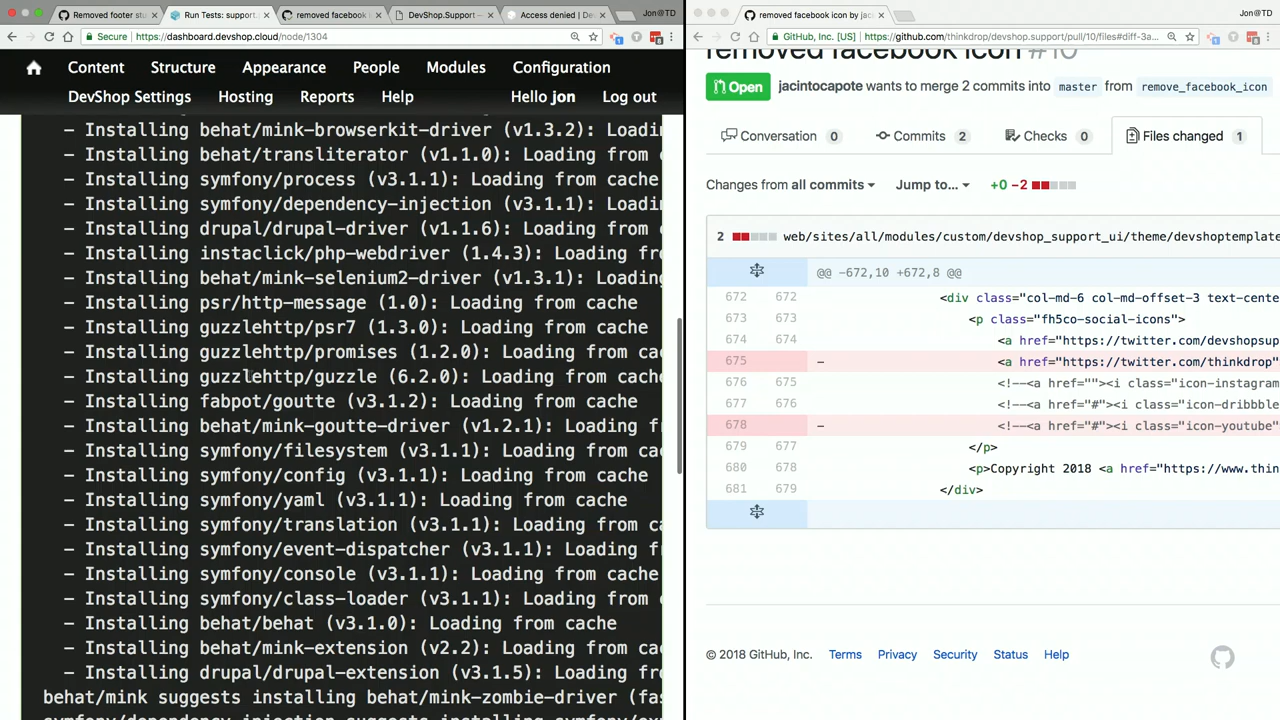 Removed footer stu
Run Tests: support.
removed facebook i
DevShop.Support –
Access denied | De
Jon@TD
Secure
https://dashboard.devshop.cloud/node/1304
Content
Structure
Appearance
People
Modules
Configuration
DevShop Settings
Hosting
Reports
Help
Hello jon
Log out
– Installing behat/mink-browserkit-driver (v1.3.2): Loadi
– Installing behat/transliterator (v1.1.0): Loading from c
– Installing symfony/process (v3.1.1): Loading from cache
– Installing symfony/dependency-injection (v3.1.1): Loadin
– Installing drupal/drupal-driver (v1.1.6): Loading from c
– Installing instaclick/php-webdriver (1.4.3): Loading fro
– Installing behat/mink-selenium2-driver (v1.3.1): Loading
– Installing psr/http-message (1.0): Loading from cache
– Installing guzzlehttp/psr7 (1.3.0): Loading from cache
– Installing guzzlehttp/promises (1.2.0): Loading from cac
– Installing guzzlehttp/guzzle (6.2.0): Loading from cache
– Installing fabpot/goutte (v3.1.2): Loading from cache
– Installing behat/mink-goutte-driver (v1.2.1): Loading fr
– Installing symfony/filesystem (v3.1.1): Loading from cac
– Installing symfony/config (v3.1.1): Loading from cache
– Installing symfony/yaml (v3.1.1): Loading from cache
– Installing symfony/translation (v3.1.1): Loading from ca
– Installing symfony/event-dispatcher (v3.1.1): Loading fr
– Installing symfony/console (v3.1.1): Loading from cache
– Installing symfony/class-loader (v3.1.1): Loading from c
– Installing behat/behat (v3.1.0): Loading from cache
– Installing behat/mink-extension (v2.2): Loading from cac
– Installing drupal/drupal-extension (v3.1.5): Loading fro
behat/mink suggests installing behat/mink-zombie-driver (fas
symfony/dependency-injection suggests installing symfony/ex
removed facebook icon by jac
Jon@TD
GitHub, Inc. [US]
https://github.com/thinkdrop/devshop.support/pull/10/files#diff-3a...
removed facebook icon #10
Open
jacintocapote wants to merge 2 commits into master from remove_facebook_icon
Conversation 0
Commits 2
Checks 0
Files changed 1
Changes from all commits
Jump to...
+0 −2
2 web/sites/all/modules/custom/devshop_support_ui/theme/devshoptemplate
@@ -672,10 +672,8 @@
672 672 <div class="col-md-6 col-md-offset-3 text-cente
673 673 <p class="fh5co-social-icons">
674 674 <a href="https://twitter.com/devshopsup
675 – <a href="https://twitter.com/thinkdrop"
676 675 <!--<a href=""><i class="icon-instagram
677 676 <!--<a href="#"><i class="icon-dribbble
678 – <!--<a href="#"><i class="icon-youtube"
679 677 </p>
680 678 <p>Copyright 2018 <a href="https://www.thin
681 679 </div>
© 2018 GitHub, Inc.
Terms
Privacy
Security
Status
Help